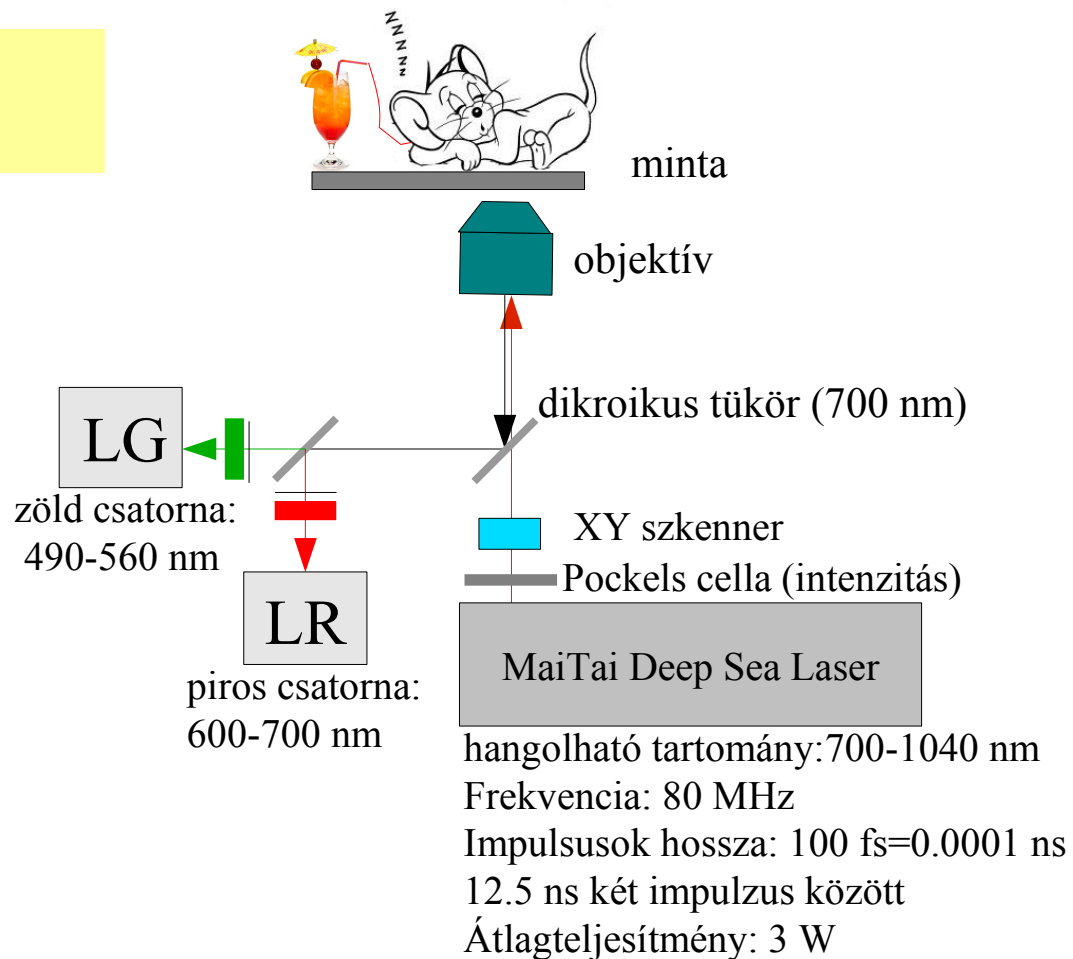 NNNNN
minta
objektív
dikroikus tükör (700 nm)
LG
zöld csatorna:
490-560 nm
XY szkenner
Pockels cella (intenzitás)
LR
piros csatorna:
600-700 nm
MaiTai Deep Sea Laser
hangolható tartomány:700-1040 nm
Frekvencia: 80 MHz
Impulsusok hossza: 100 fs=0.0001 ns
12.5 ns két impulzus között
Átlagteljesítmény: 3 W